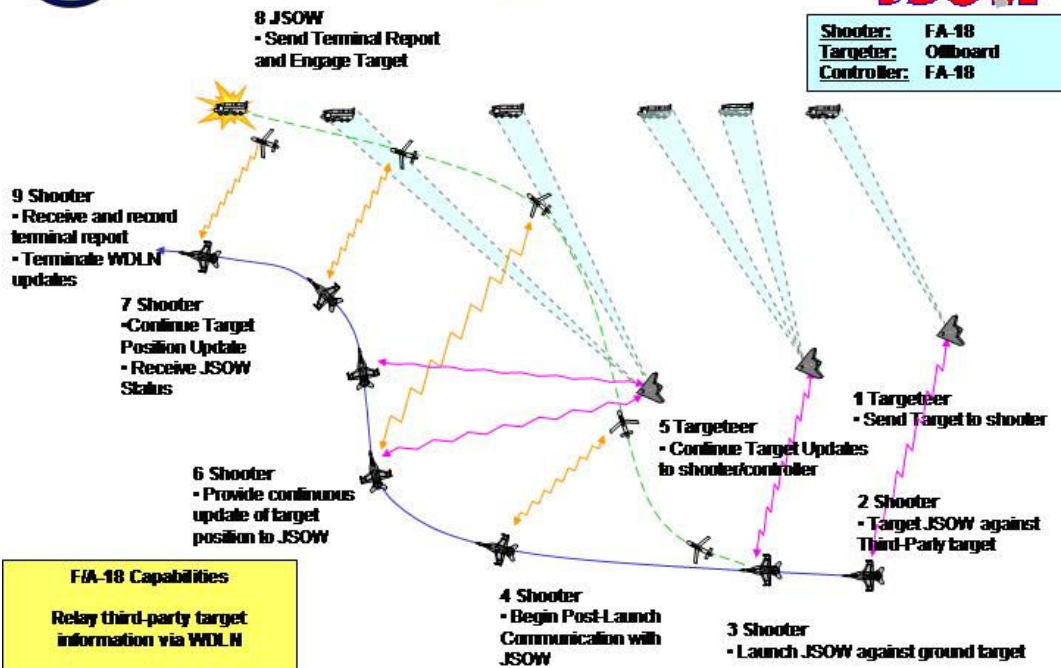 JSOW
8 JSOW
- Send Terminal Report
and Engage Target
Shooter: FA-18
Targeter: Offboard
Controller: FA-18
9 Shooter
- Receive and record
terminal report
- Terminate WDLN
updates
7 Shooter
-Continue Target
Position Update
- Receive JSOW
Status
6 Shooter
- Provide continuous
update of target
position to JSOW
5 Targeteer
- Continue Target Updates
to shooter/controller
1 Targeteer
- Send Target to shooter
2 Shooter
- Target JSOW against
Third-Party target
4 Shooter
- Begin Post-Launch
Communication with
JSOW
3 Shooter
- Launch JSOW against ground target
F/A-18 Capabilities
Relay third-party target
information via WDLN